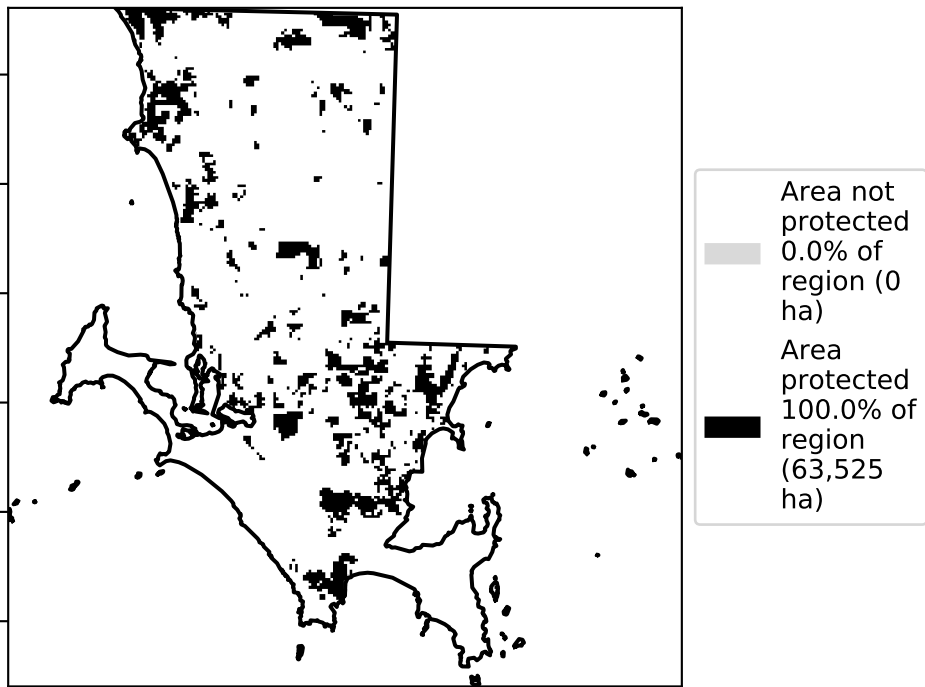 Area not
protected
0.0% of
region (0
ha)
Area
protected
100.0% of
region
(63,525
ha)